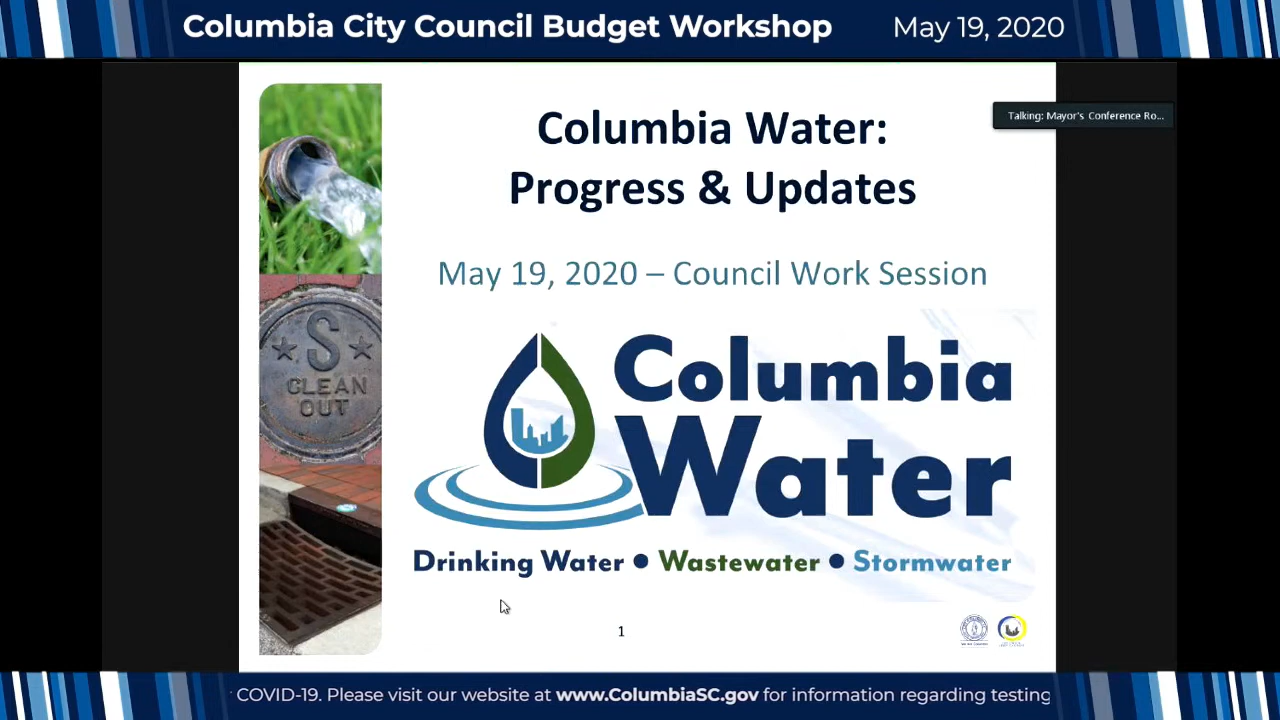 Columbia City Council Budget Workshop May 19, 2020
Talking: Mayor's Conference Ro...
Columbia Water:
Progress & Updates
May 19, 2020 – Council Work Session
S
CLEAN
OUT
Columbia
Water
Drinking Water • Wastewater • Stormwater
1
COVID-19. Please visit our website at www.ColumbiaSC.gov for information regarding testing